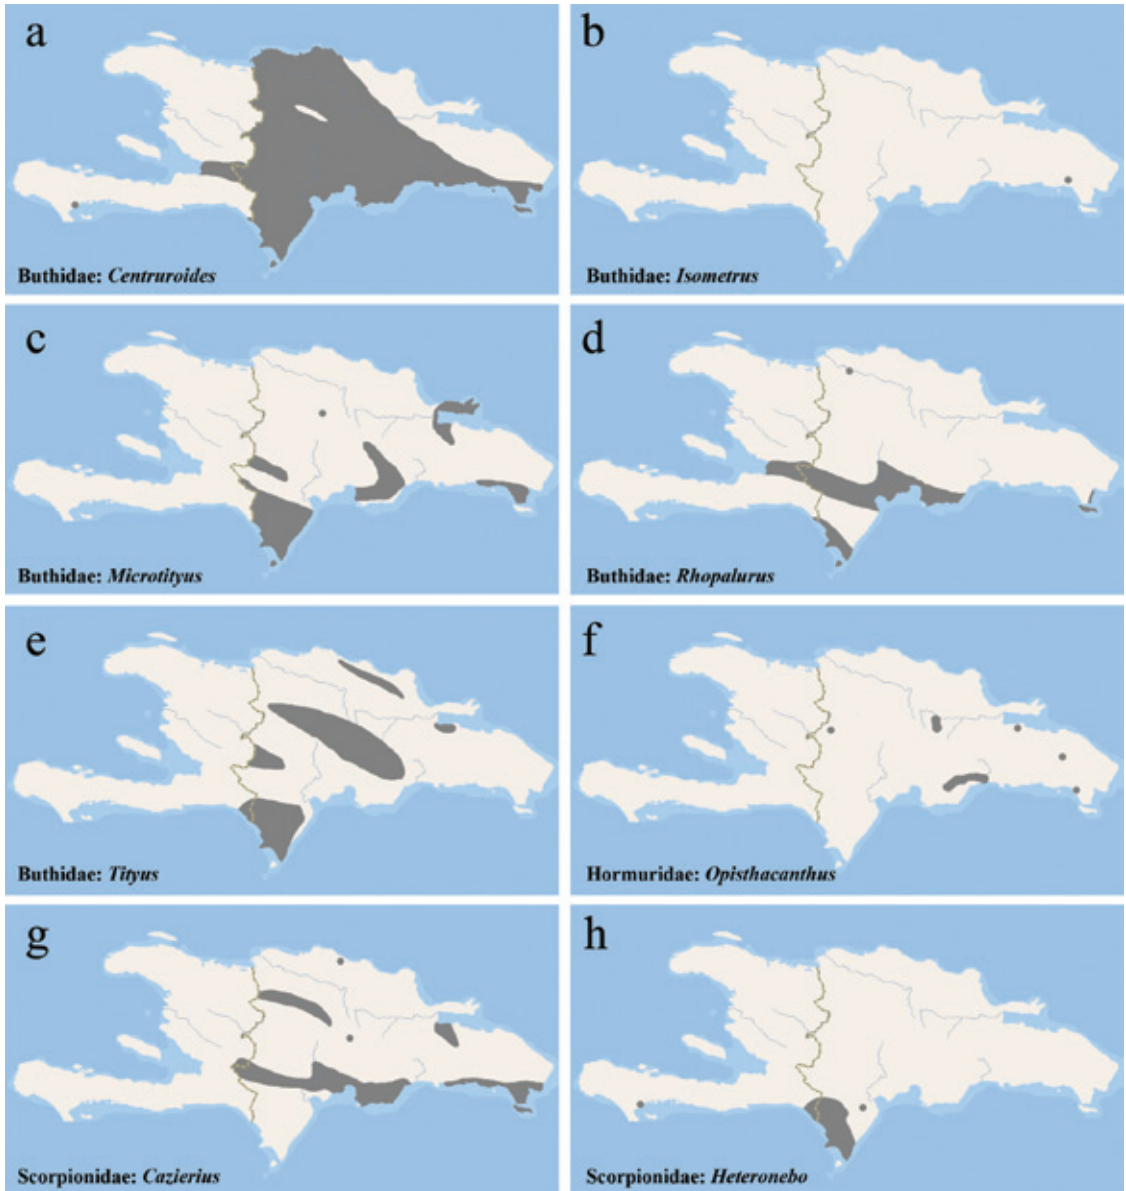 a
Buthidae: Centruroides
b
Buthidae: Isometrus
c
Buthidae: Microtityus
d
Buthidae: Rhopalurus
e
Buthidae: Tityus
f
Hormuridae: Opisthacanthus
g
Scorpionidae: Cazierius
h
Scorpionidae: Heteronebo